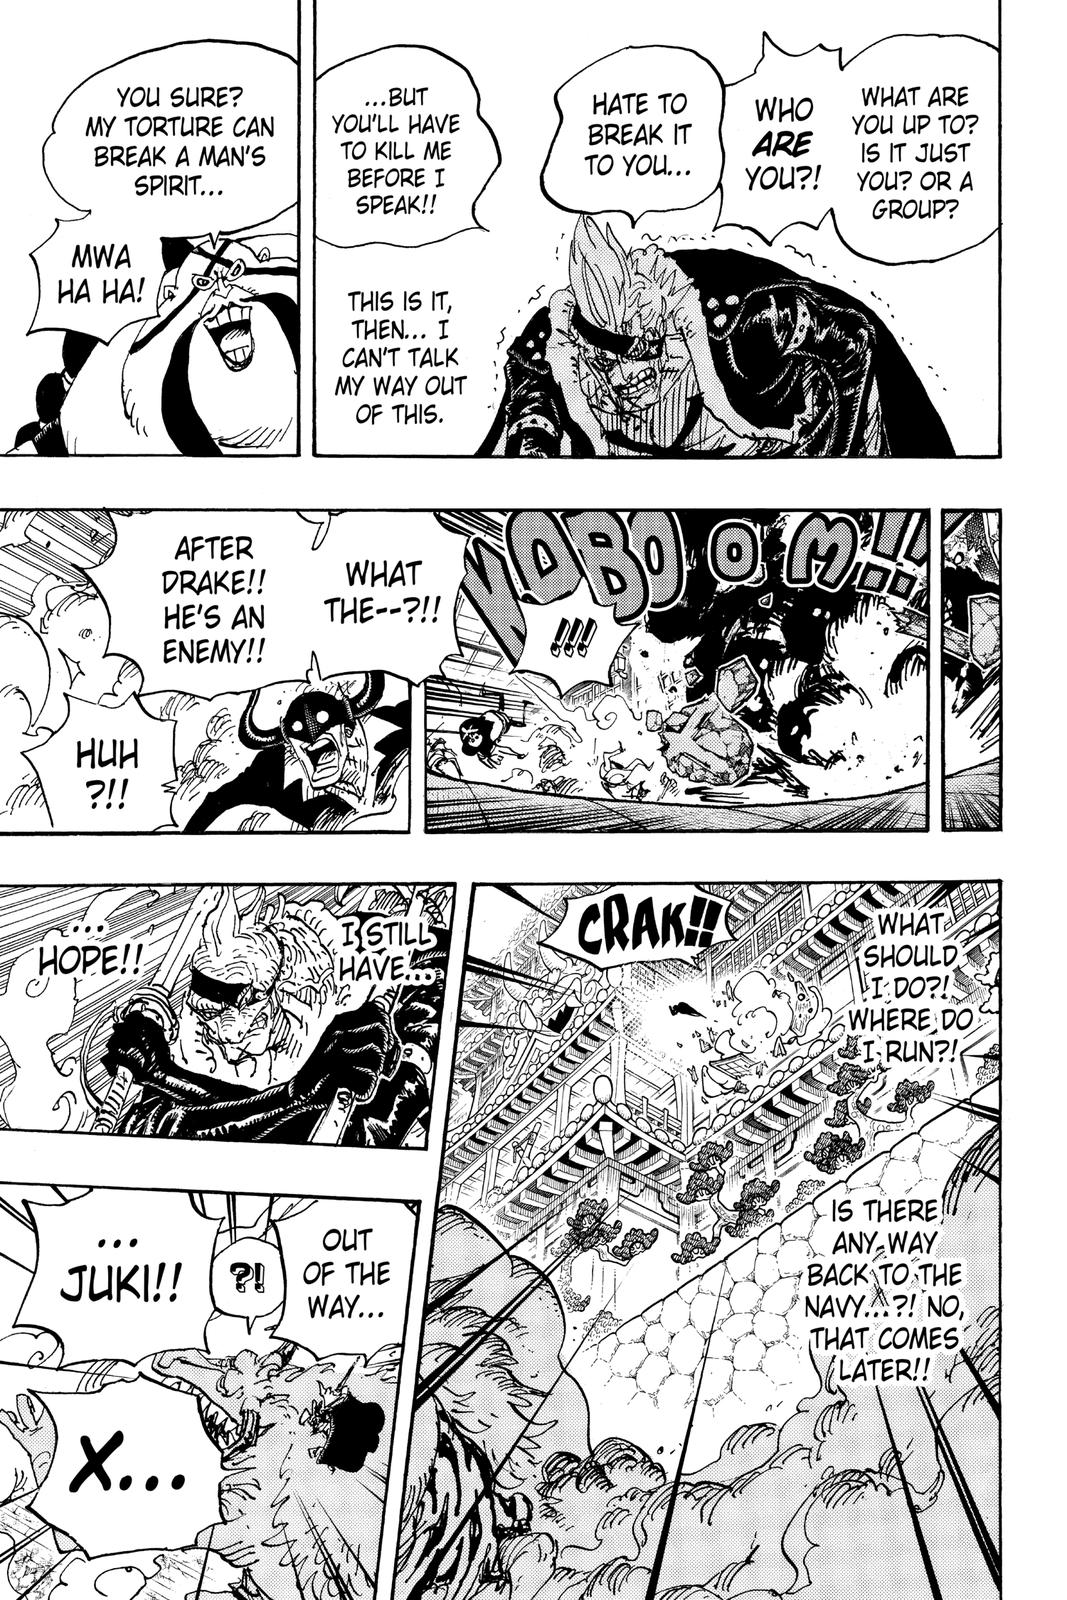 WHAT ARE
YOU UP TO?
IS IT JUST
YOU? OR A
GROUP?
WHO
ARE
YOU?!
HATE TO
BREAK IT
TO YOU...
...BUT
YOU'LL HAVE
TO KILL ME
BEFORE I
SPEAK!!
THIS IS IT,
THEN... I
CAN'T TALK
MY WAY OUT
OF THIS.
YOU SURE?
MY TORTURE CAN
BREAK A MAN'S
SPIRIT...
MWA
HA HA!
KOBOOM!!
!!!
WHAT
THE--?!!
AFTER
DRAKE!!
HE'S AN
ENEMY!!
HUH
?!!
CRAK!!
WHAT
SHOULD
I DO?!
WHERE DO
I RUN?!
IS THERE
ANY WAY
BACK TO THE
NAVY...?! NO,
THAT COMES
LATER!!
I STILL
HAVE...
...
HOPE!!
OUT
OF THE
WAY...
?!
...
JUKI!!
X...